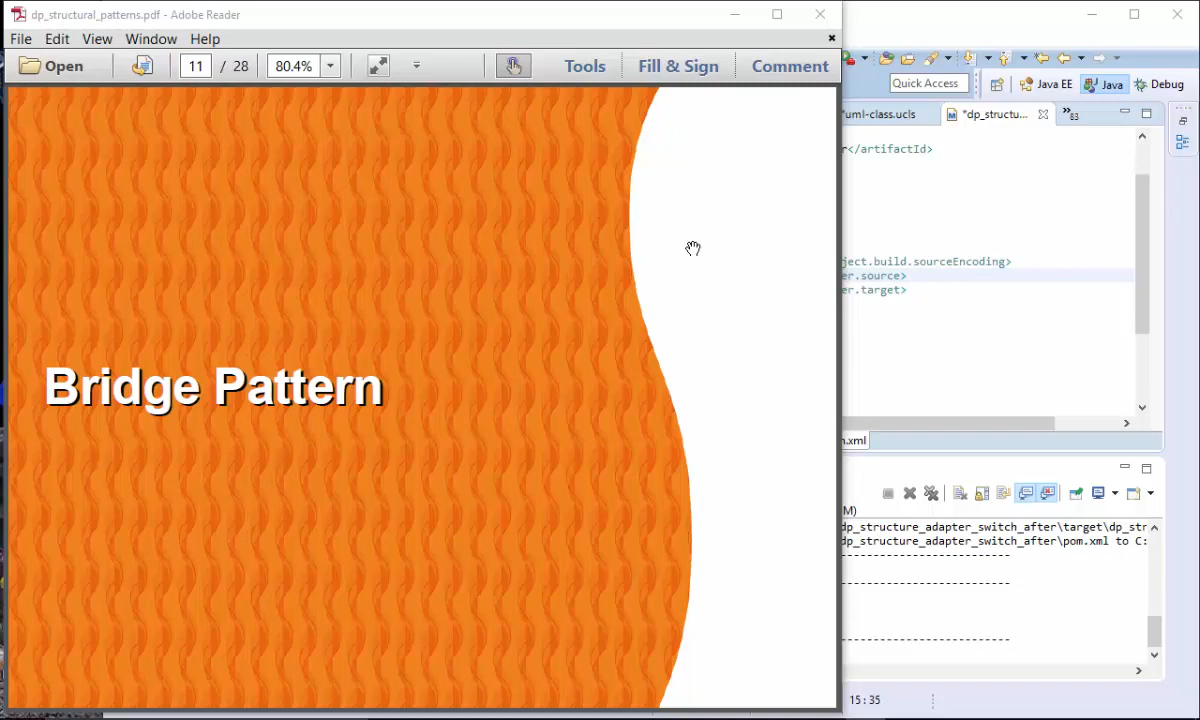 dp_structural_patterns.pdf - Adobe Reader
File Edit View Window Help
Open
11 / 28
80.4%
Tools
Fill & Sign
Comment
Bridge Pattern
Quick Access
Java EE
Java
Debug
*uml-class.ucls
*dp_structu...
83
r</artifactId>
ject.build.sourceEncoding>
er.source>
er.target>
.xml
M)
dp_structure_adapter_switch_after\target\dp_str
dp_structure_adapter_switch_after\pom.xml to C:
------------------------
------------------------
------------------------
15:35